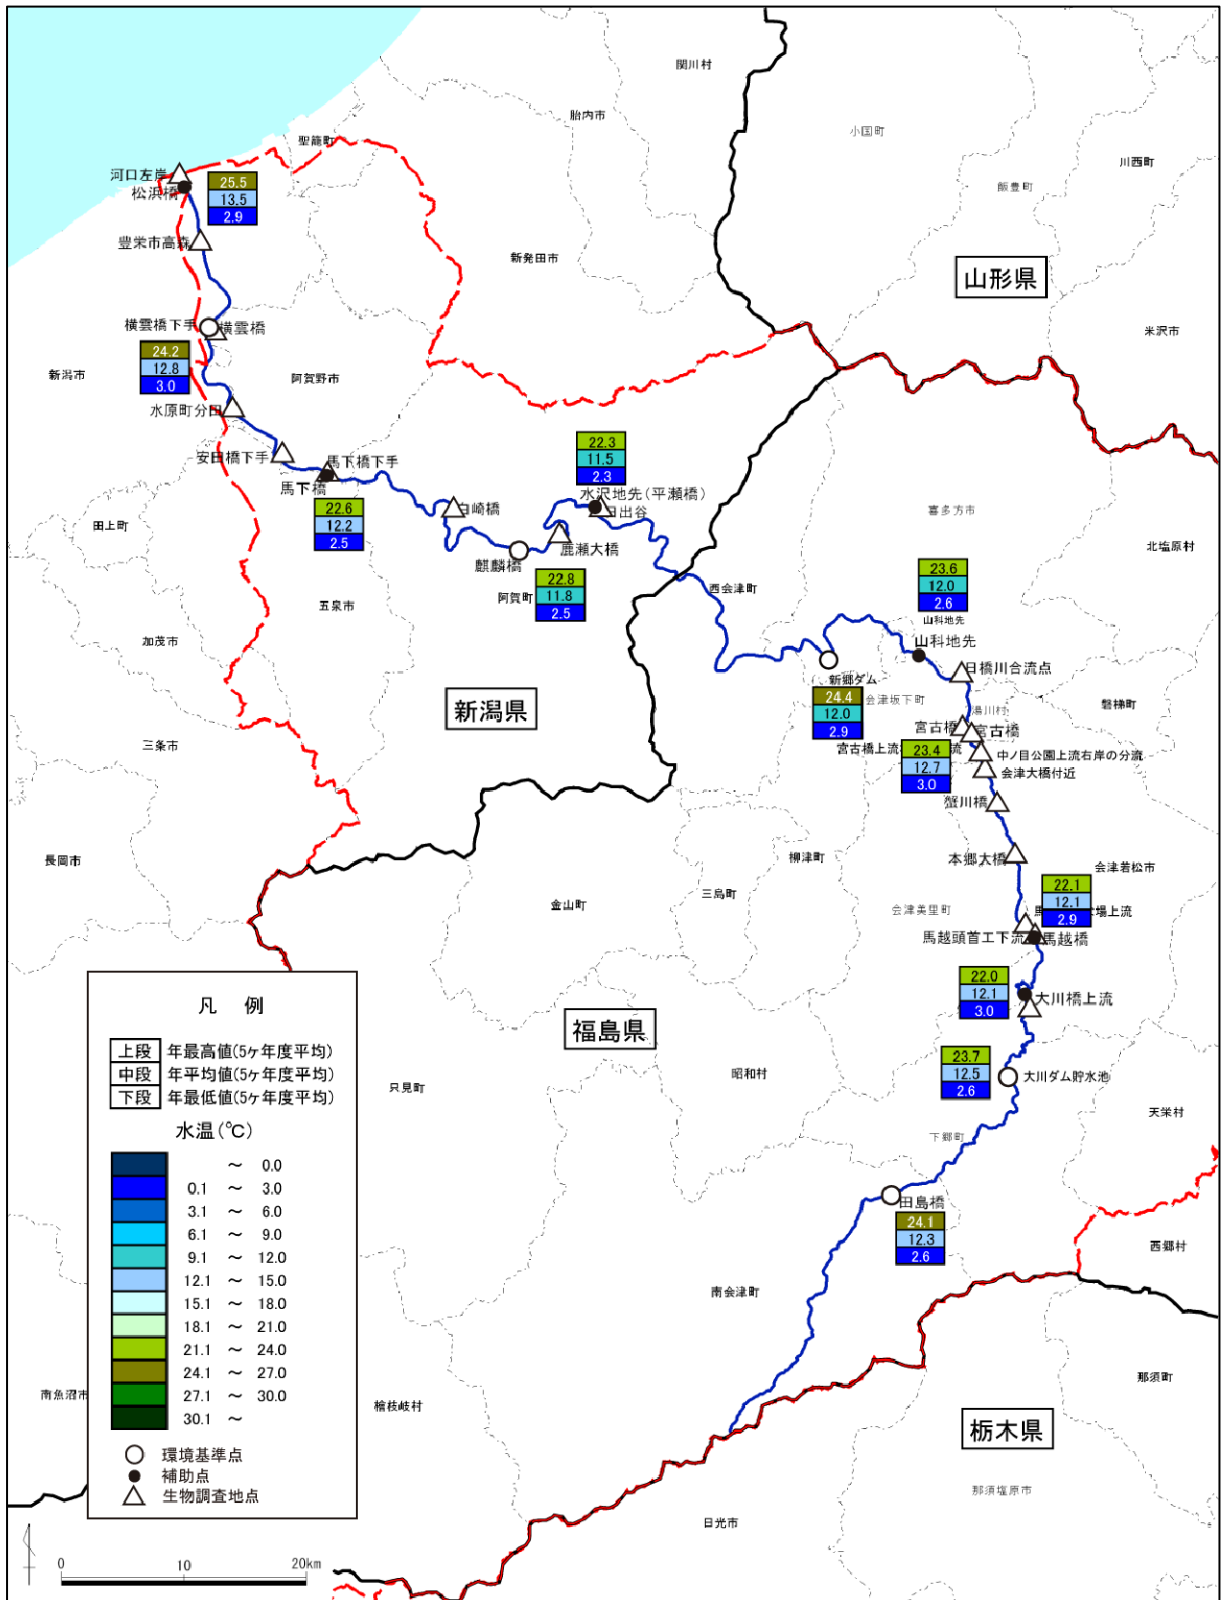 関川村
胎内市
小国町
聖籠町
川西町
河口左岸
飯豊町
松浜橋
25.5
13.5
2.9
豊栄市高森
新発田市
山形県
横雲橋下手
横雲橋
米沢市
24.2
12.8
3.0
新潟市
阿賀野市
水原町分田
22.3
11.5
2.3
安田橋下手
馬下橋下手
馬下橋
水沢地先(平瀬橋)
日出谷
22.6
12.2
2.5
田上町
白崎橋
喜多方市
鹿瀬大橋
北塩原村
麒麟橋
22.8
11.8
2.5
阿賀町
西会津町
23.6
12.0
2.6
五泉市
山科地先
山科地先
加茂市
日橋川合流点
新郷ダム
24.4
12.0
2.9
会津坂下町
湯川村
磐梯町
新潟県
宮古橋
宮古橋
三条市
宮古橋上流
流
23.4
12.7
3.0
中ノ目公園上流右岸の分流
会津大橋付近
蟹川橋
長岡市
柳津町
本郷大橋
会津若松市
三島町
22.1
12.1
2.9
金山町
会津美里町
場上流
馬越頭首工下流
馬越橋
凡 例
22.0
12.1
3.0
大川橋上流
上段 年最高値(5ヶ年度平均)
中段 年平均値(5ヶ年度平均)
下段 年最低値(5ヶ年度平均)
福島県
23.7
12.5
2.6
大川ダム貯水池
只見町
昭和村
天栄村
水温(℃)
下郷町
～ 0.0
0.1 ～ 3.0
3.1 ～ 6.0
6.1 ～ 9.0
9.1 ～ 12.0
12.1 ～ 15.0
15.1 ～ 18.0
18.1 ～ 21.0
21.1 ～ 24.0
24.1 ～ 27.0
27.1 ～ 30.0
30.1 ～
田島橋
24.1
12.3
2.6
西郷村
南会津町
那須町
南魚沼市
檜枝岐村
栃木県
環境基準点
補助点
生物調査地点
那須塩原市
日光市
0 10 20km